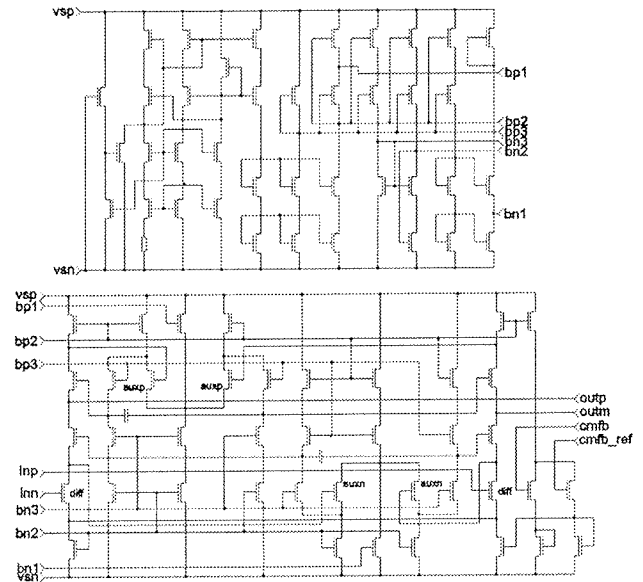 vsp
bp1
bp2
bp3
bn3
bn2
bn1
vsn
vsp
bp1
bp2
bp3
auxp
auxp
outp
outm
cmfb
cmfb_ref
inp
inn
diff
auxn
auxn
diff
bn3
bn2
bn1
vsn